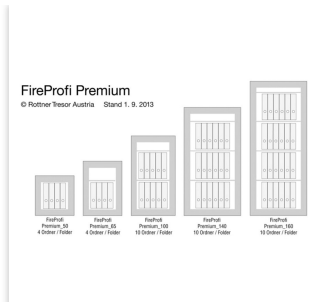 FireProfi Premium
© Rottner Tresor Austria Stand 1. 9. 2013
FireProfi
Premium_50
4 Ordner / Folder
FireProfi
Premium_65
4 Ordner / Folder
FireProfi
Premium_100
10 Ordner / Folder
FireProfi
Premium_140
10 Ordner / Folder
FireProfi
Premium_160
10 Ordner / Folder